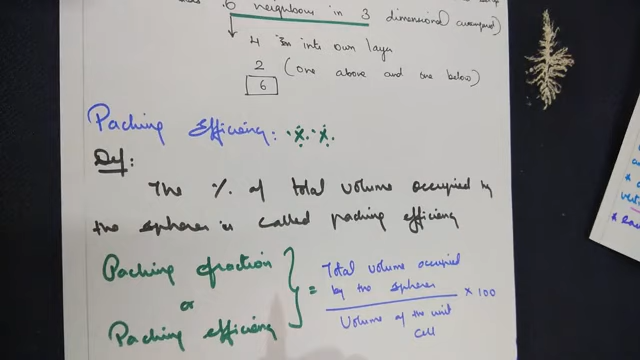 6 neighbours in 3 dimensional
4 in into own layer
2 (one above and one below)
6
Packing Efficiency:
Def:
The % of total volume occupied by
the spheres is called packing efficiency
Packing fraction
or
Packing efficiency
= Total volume occupied
by the spheres
× 100
Volume of the unit
cell